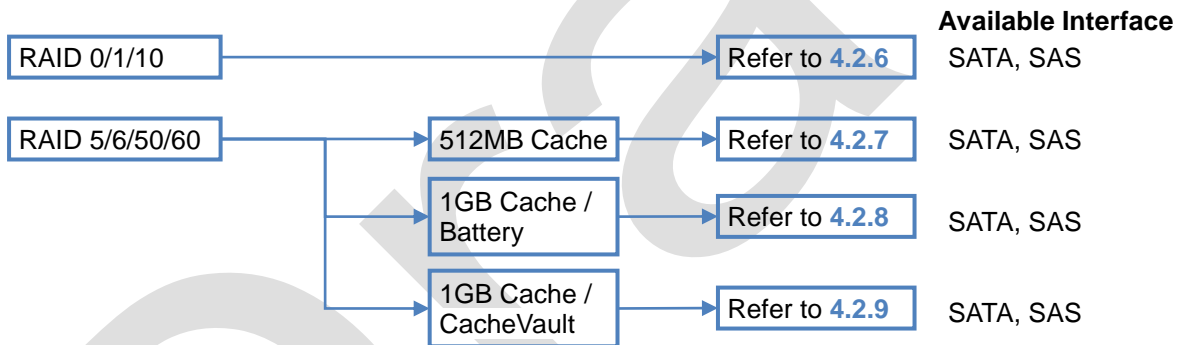 Available Interface
RAID 0/1/10
Refer to 4.2.6
SATA, SAS
RAID 5/6/50/60
512MB Cache
Refer to 4.2.7
SATA, SAS
1GB Cache /
Battery
Refer to 4.2.8
SATA, SAS
1GB Cache /
CacheVault
Refer to 4.2.9
SATA, SAS